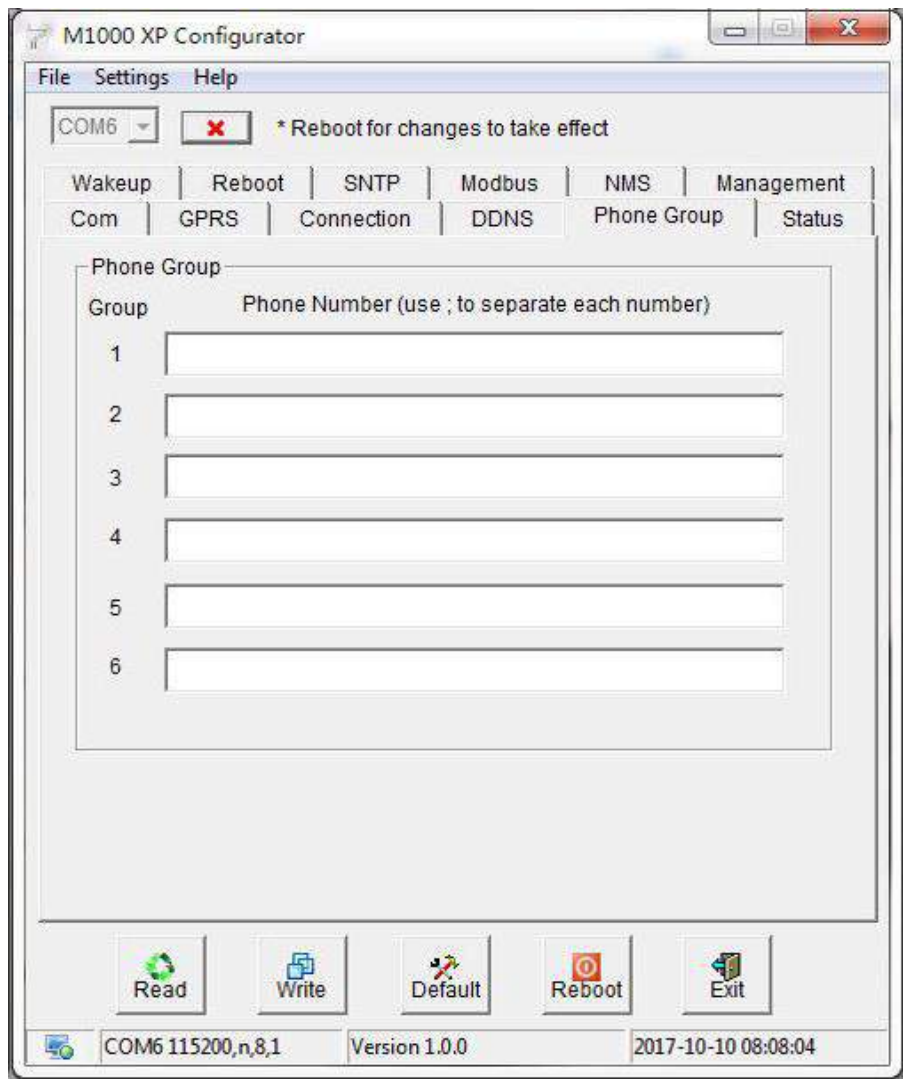 M1000 XP Configurator
File Settings Help
COM6 * Reboot for changes to take effect
Wakeup Reboot SNTP Modbus NMS Management
Com GPRS Connection DDNS Phone Group Status
Phone Group
Group Phone Number (use ; to separate each number)
1
2
3
4
5
6
Read Write Default Reboot Exit
COM6 115200,n,8,1 Version 1.0.0 2017-10-10 08:08:04